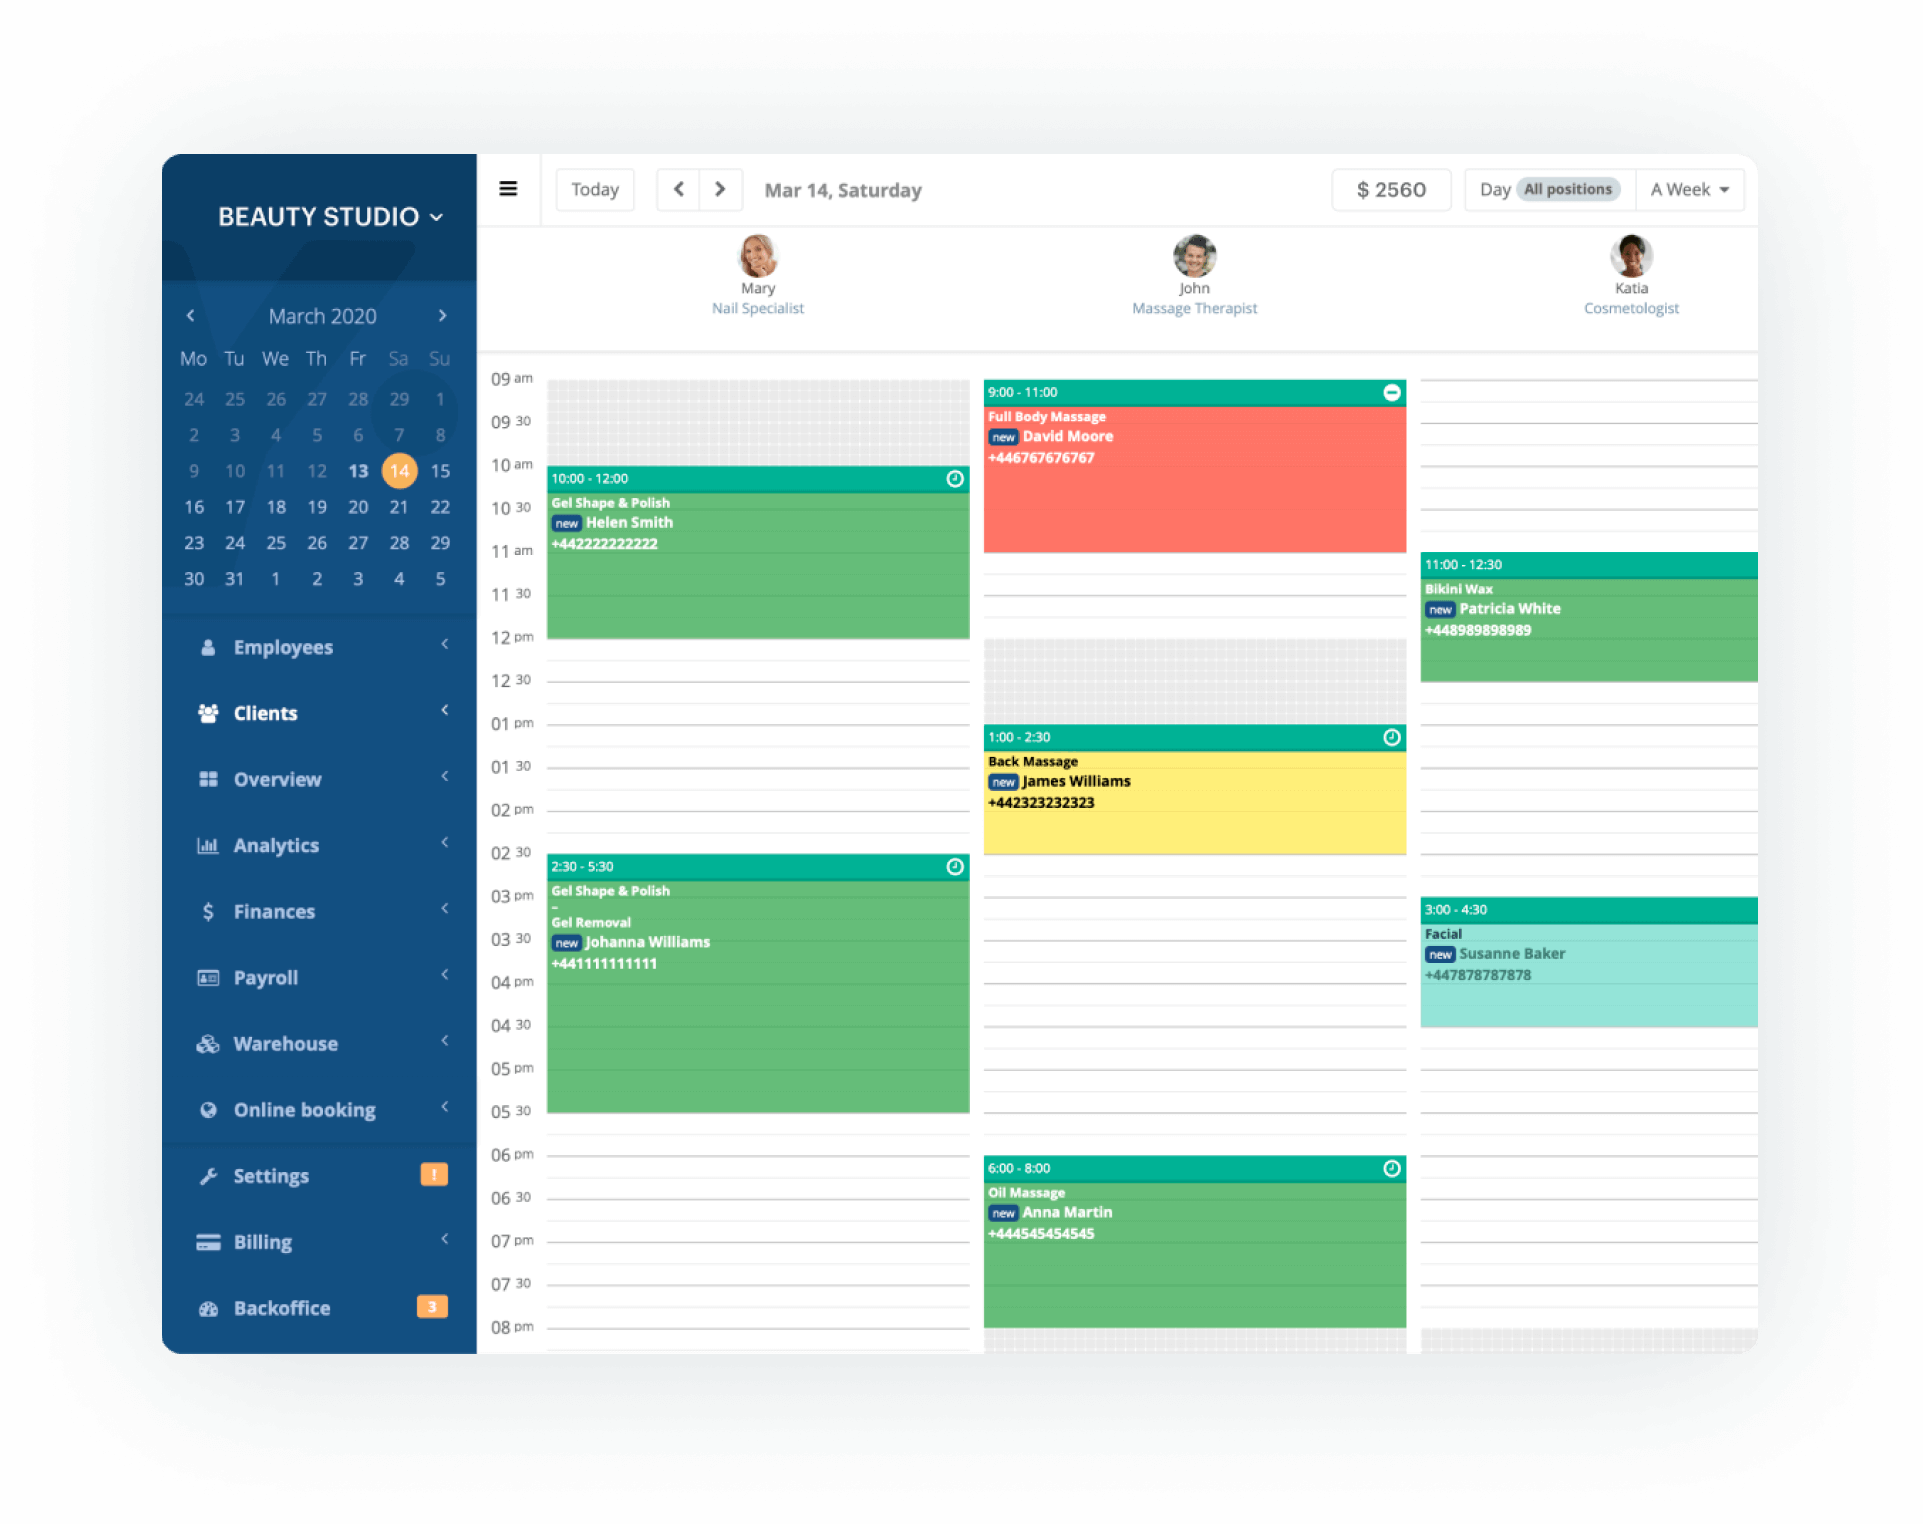 BEAUTY STUDIO
March 2020
Mo Tu We Th Fr Sa Su
24 25 26 27 28 29 1
2 3 4 5 6 7 8
9 10 11 12 13 14 15
16 17 18 19 20 21 22
23 24 25 26 27 28 29
30 31 1 2 3 4 5
Employees
Clients
Overview
Analytics
Finances
Payroll
Warehouse
Online booking
Settings !
Billing
Backoffice 3
Today
Mar 14, Saturday
$ 2560
Day All positions
A Week
Mary
Nail Specialist
John
Massage Therapist
Katia
Cosmetologist
09 am
09 30
10 am
10 30
11 am
11 30
12 pm
12 30
01 pm
01 30
02 pm
02 30
03 pm
03 30
04 pm
04 30
05 pm
05 30
06 pm
06 30
07 pm
07 30
08 pm
10:00 - 12:00
Gel Shape & Polish
new Helen Smith
+442222222222
2:30 - 5:30
Gel Shape & Polish
–
Gel Removal
new Johanna Williams
+441111111111
9:00 - 11:00
Full Body Massage
new David Moore
+446767676767
1:00 - 2:30
Back Massage
new James Williams
+442323232323
6:00 - 8:00
Oil Massage
new Anna Martin
+444545454545
11:00 - 12:30
Bikini Wax
new Patricia White
+448989898989
3:00 - 4:30
Facial
new Susanne Baker
+447878787878